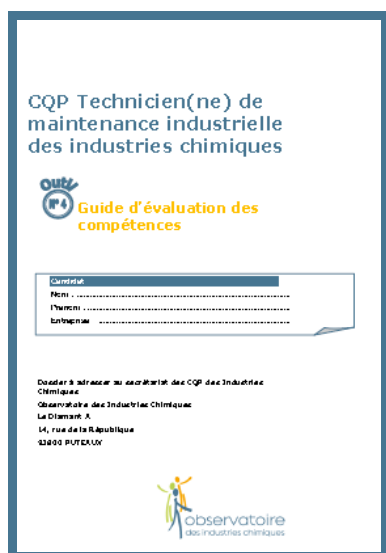 CQP Technicien(ne) de
maintenance industrielle
des industries chimiques
Outil
N°4
Guide d'évaluation des
compétences
Candidat
Nom : ................................................................
Prénom : ................................................................
Entreprise ................................................................
Dossier à adresser au secrétariat des CQP des Industries
Chimiques
Observatoire des Industries Chimiques
Le Diamant A
14, rue de la République
92800 PUTEAUX
observatoire
des industries chimiques